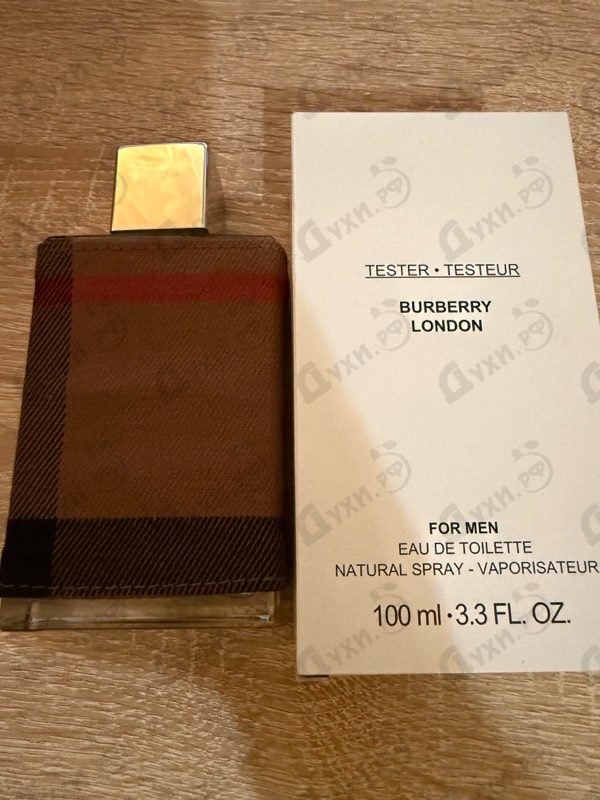 TESTER • TESTEUR
BURBERRY
LONDON
FOR MEN
EAU DE TOILETTE
NATURAL SPRAY - VAPORISATEUR
100 ml • 3.3 FL. OZ.
Духи.рф